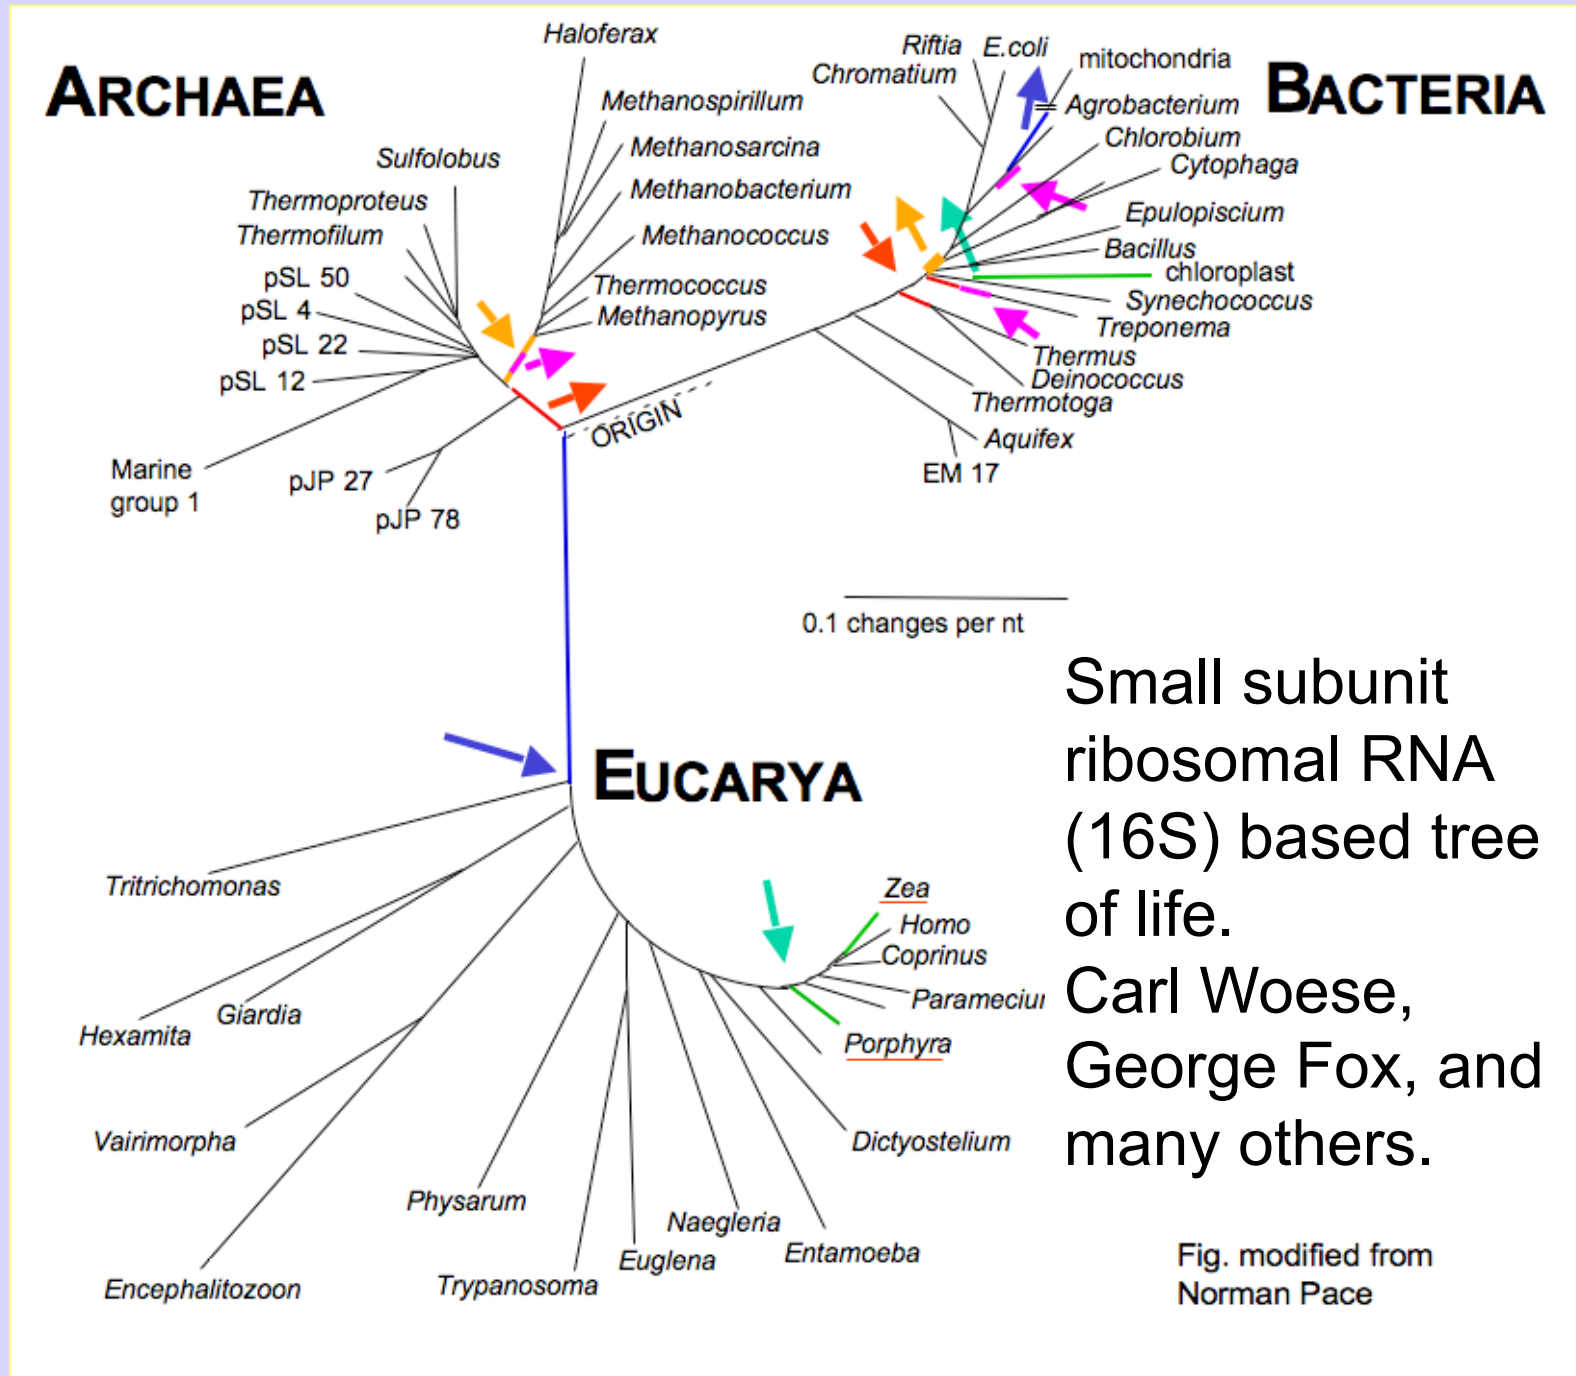 ARCHAEA
BACTERIA
EUCARYA
Haloferax
Methanospirillum
Methanosarcina
Methanobacterium
Methanococcus
Thermococcus
Methanopyrus
Sulfolobus
Thermoproteus
Thermofilum
pSL 50
pSL 4
pSL 22
pSL 12
Marine
group 1
pJP 27
pJP 78
ORIGIN
Riftia
E.coli
Chromatium
mitochondria
Agrobacterium
Chlorobium
Cytophaga
Epulopiscium
Bacillus
chloroplast
Synechococcus
Treponema
Thermus
Deinococcus
Thermotoga
Aquifex
EM 17
0.1 changes per nt
Tritrichomonas
Hexamita
Giardia
Vairimorpha
Encephalitozoon
Physarum
Trypanosoma
Euglena
Naegleria
Entamoeba
Dictyostelium
Porphyra
Parameciu
Coprinus
Homo
Zea
Small subunit
ribosomal RNA
(16S) based tree
of life.
Carl Woese,
George Fox, and
many others.
Fig. modified from
Norman Pace